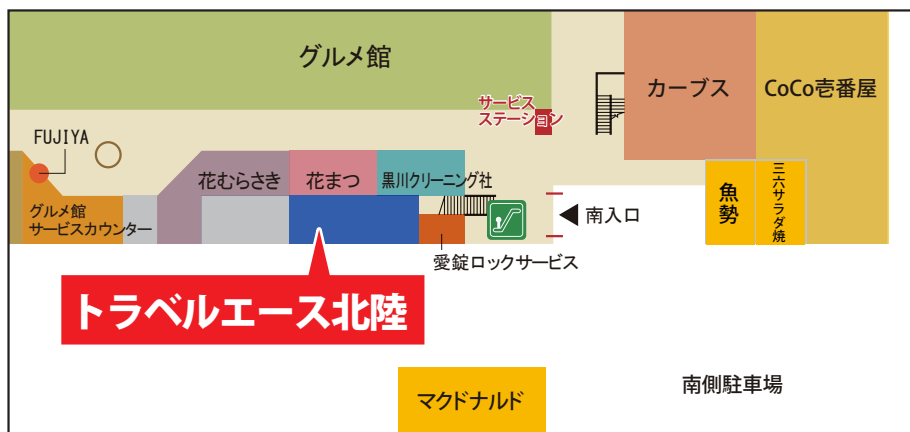 グルメ館
カーブス
CoCo壱番屋
サービス
ステーション
FUJIYA
花むらさき
花まつ
黒川クリーニング社
魚勢
三六サラダ焼
グルメ館
サービスカウンター
南入口
愛錠ロックサービス
トラベルエース北陸
マクドナルド
南側駐車場